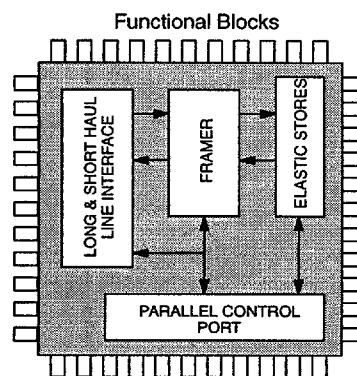 Functional Blocks
LONG & SHORT HAUL
LINE INTERFACE
FRAMER
ELASTIC STORES
PARALLEL CONTROL
PORT